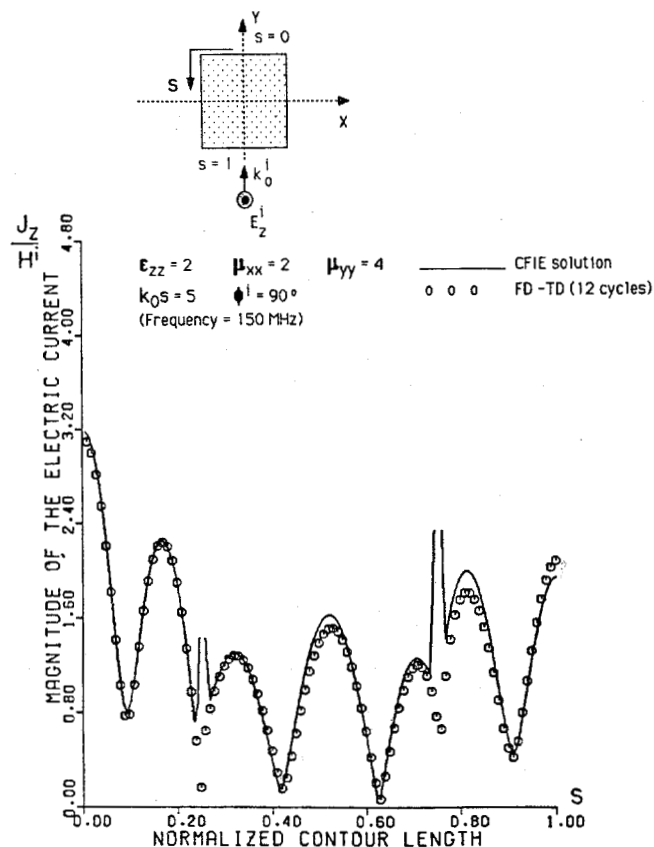 Y
s = 0
S
X
s = 1
k₀ⁱ
E_zⁱ
J_z
4.80
ε_zz = 2 μ_xx = 2 μ_yy = 4
CFIE solution
k₀s = 5 ϕⁱ = 90°
o o o FD-TD (12 cycles)
(Frequency = 150 MHz)
4.00
3.20
2.40
1.60
0.80
0.00
MAGNITUDE OF THE ELECTRIC CURRENT
0.00 0.20 0.40 0.60 0.80 1.00
S
NORMALIZED CONTOUR LENGTH